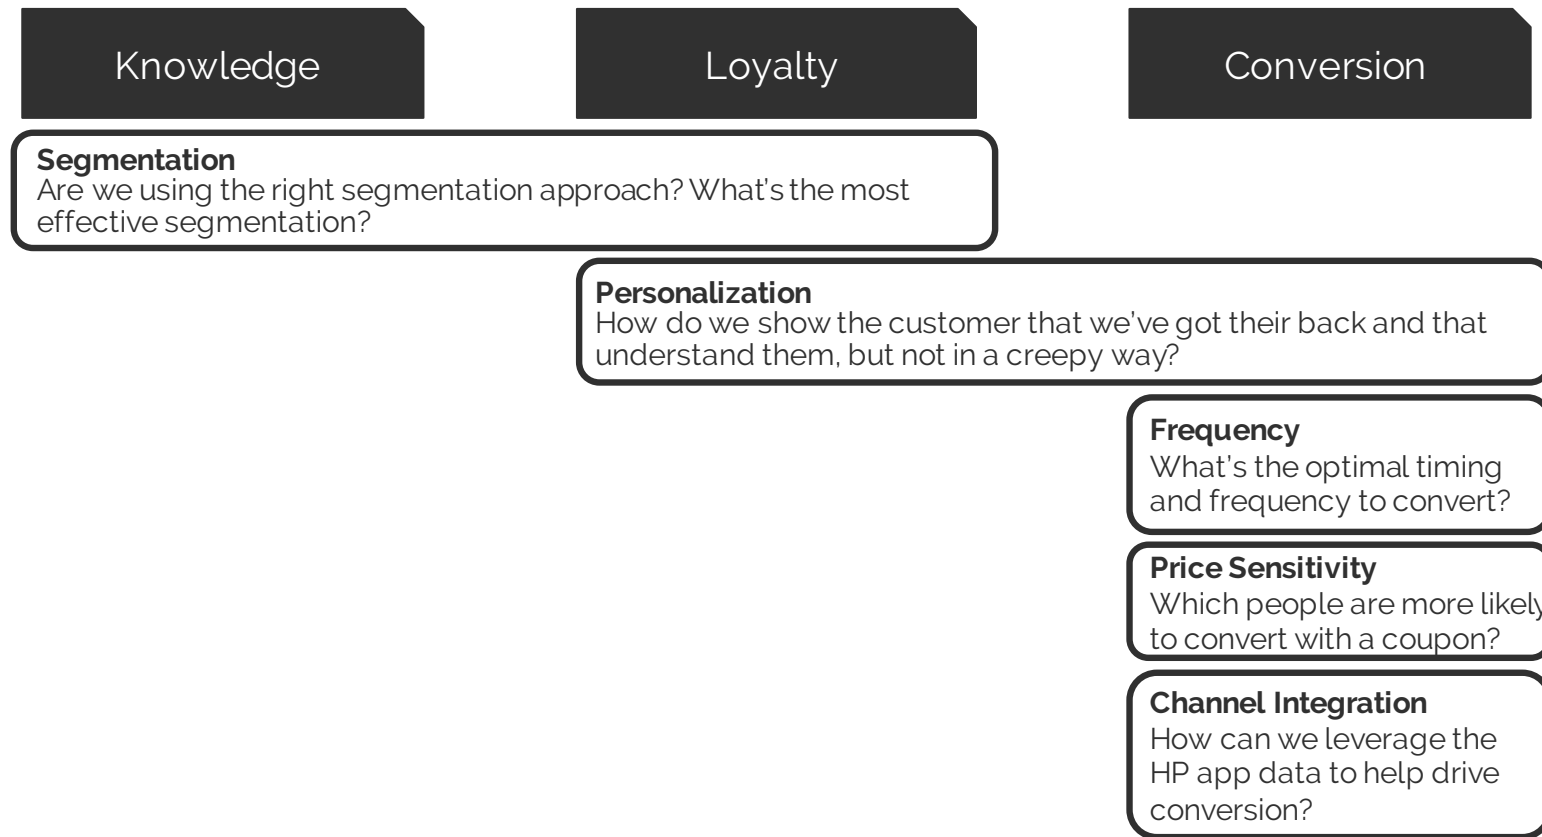 Knowledge
Loyalty
Conversion
Segmentation
Are we using the right segmentation approach? What's the most
effective segmentation?
Personalization
How do we show the customer that we've got their back and that
understand them, but not in a creepy way?
Frequency
What's the optimal timing
and frequency to convert?
Price Sensitivity
Which people are more likely
to convert with a coupon?
Channel Integration
How can we leverage the
HP app data to help drive
conversion?